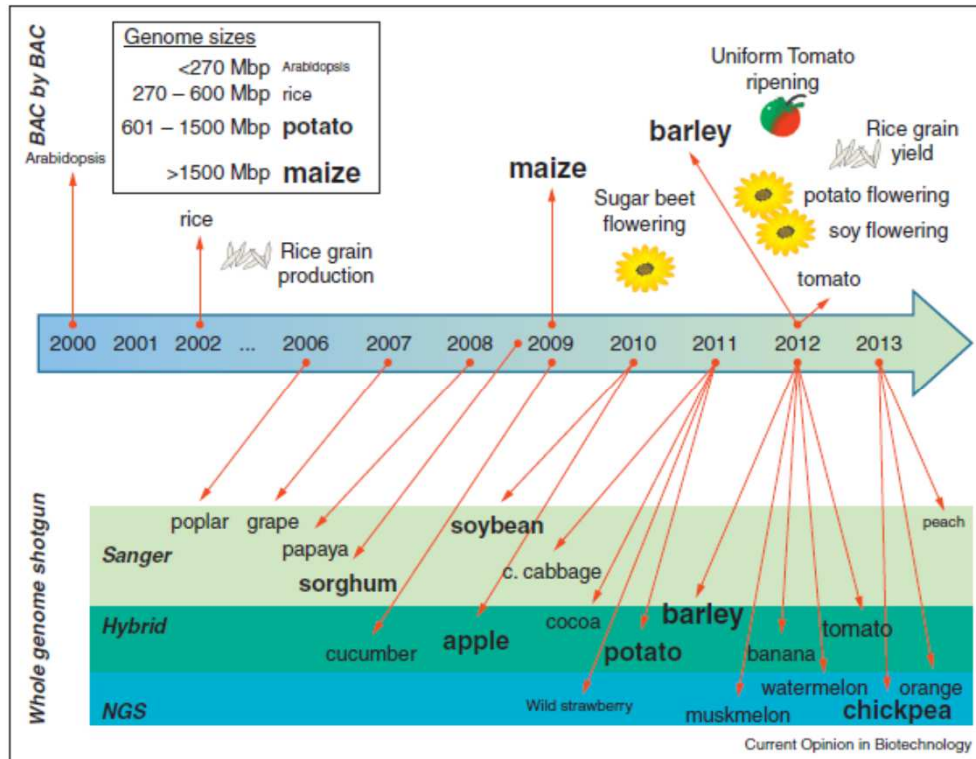 BAC by BAC
Genome sizes
<270 Mbp Arabidopsis
270 – 600 Mbp rice
601 – 1500 Mbp potato
>1500 Mbp maize
Arabidopsis
rice
Rice grain
production
maize
Sugar beet
flowering
barley
Uniform Tomato
ripening
Rice grain
yield
potato flowering
soy flowering
tomato
2000 2001 2002 ... 2006 2007 2008 2009 2010 2011 2012 2013
Whole genome shotgun
Sanger
poplar grape
papaya
sorghum
soybean
c. cabbage
peach
Hybrid
cucumber
apple
cocoa
potato
barley
banana
tomato
NGS
Wild strawberry
muskmelon
watermelon
chickpea
orange
Current Opinion in Biotechnology